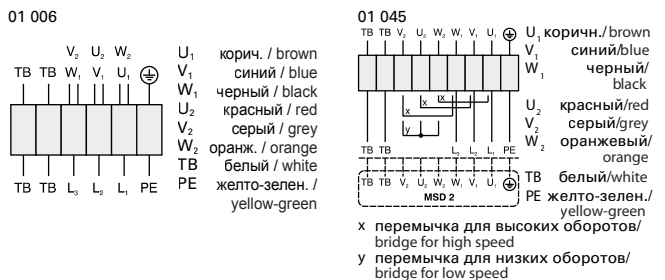 01 006
V₂ U₂ W₂
TB TB W₁ V₁ U₁
TB TB L₃ L₂ L₁ PE
U₁ корич. / brown
V₁ синий / blue
W₁ черный / black
U₂ красный / red
V₂ серый / grey
W₂ оранж. / orange
TB белый / white
PE желто-зелен. /
yellow-green
01 045
TB TB V₂ U₂ W₂ W₁ V₁ U₁
x x
y
TB TB L₃ L₂ L₁ PE
TB TB V₂ U₂ W₂ W₁ V₁ U₁
MSD 2
U₁ коричн./brown
V₁ синий/blue
W₁ черный/
black
U₂ красный/red
V₂ серый/grey
W₂ оранжевый/
orange
TB белый/white
PE желто-зелен./
yellow-green
x перемычка для высоких оборотов/
bridge for high speed
y перемычка для низких оборотов/
bridge for low speed